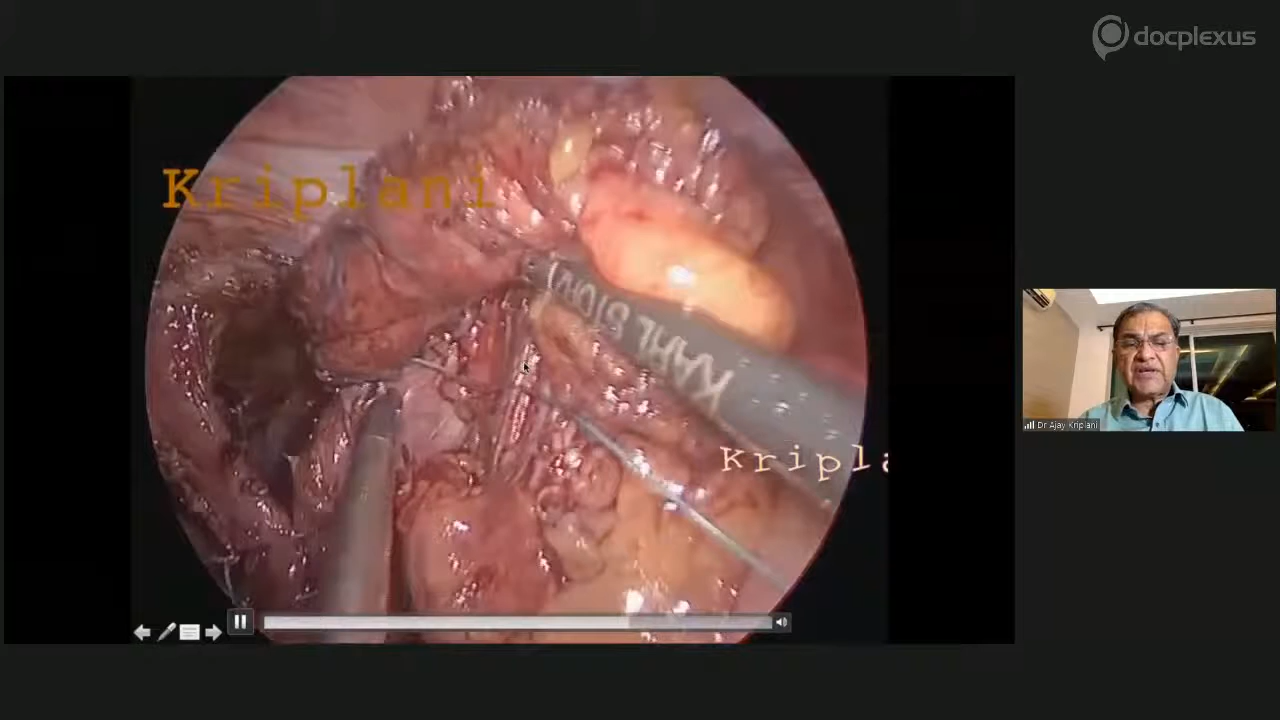 docplexus
Kriplani
KARL STORZ
kripla
Dr Ajay Kriplani